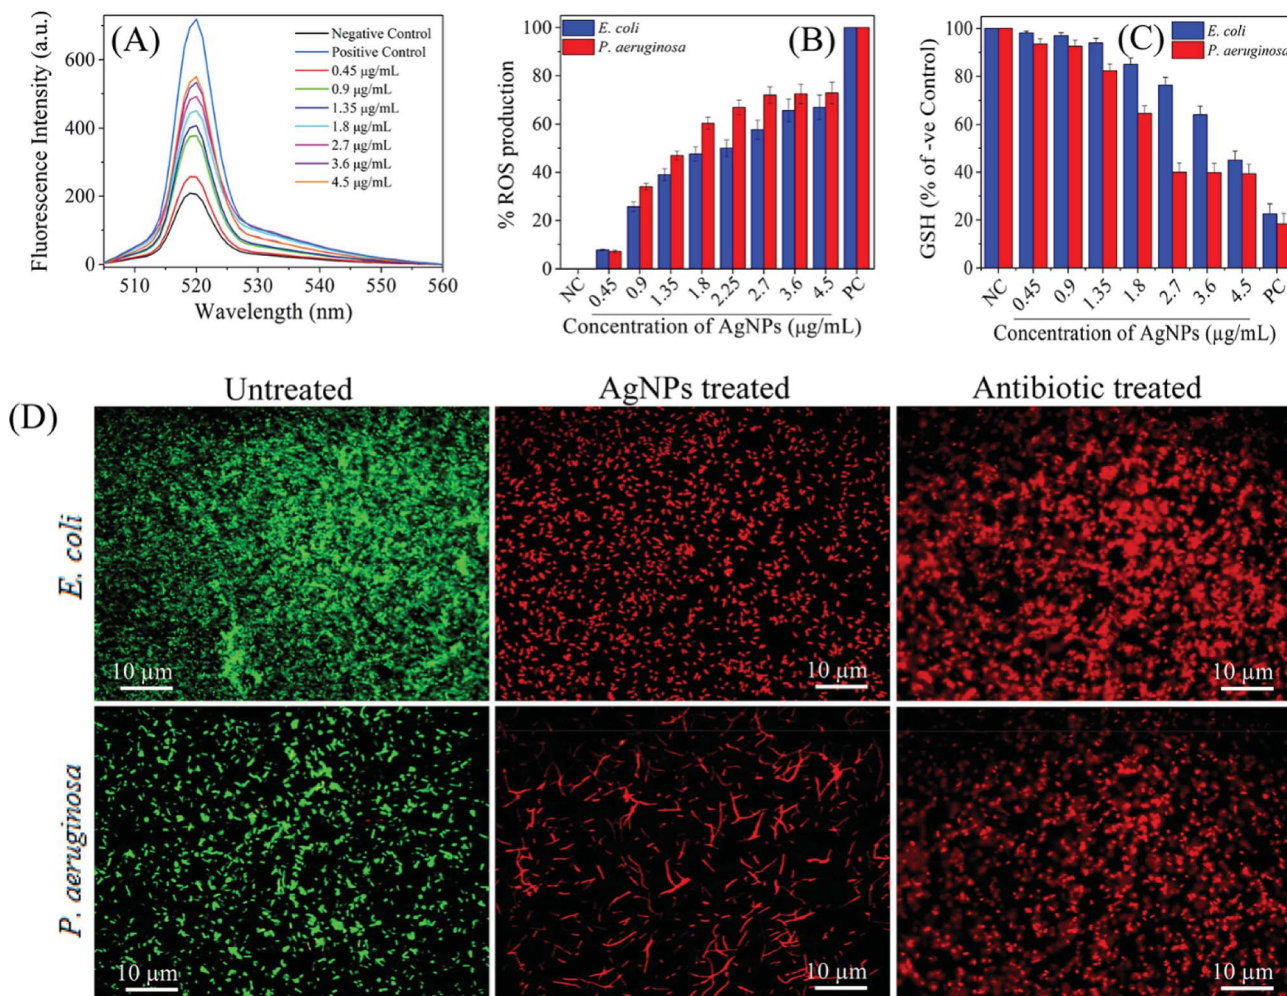 (A)
Fluorescence Intensity (a.u.)
600
400
200
0
510 520 530 540 550 560
Wavelength (nm)
Negative Control
Positive Control
0.45 µg/mL
0.9 µg/mL
1.35 µg/mL
1.8 µg/mL
2.7 µg/mL
3.6 µg/mL
4.5 µg/mL
(B)
E. coli
P. aeruginosa
% ROS production
100
80
60
40
20
0
NC 0.45 0.9 1.35 1.8 2.25 2.7 3.6 4.5 PC
Concentration of AgNPs (µg/mL)
(C)
E. coli
P. aeruginosa
GSH (% of -ve Control)
100
80
60
40
20
0
NC 0.45 0.9 1.35 1.8 2.7 3.6 4.5 PC
Concentration of AgNPs (µg/mL)
(D)
Untreated AgNPs treated Antibiotic treated
E. coli
10 µm 10 µm 10 µm
P. aeruginosa
10 µm 10 µm 10 µm